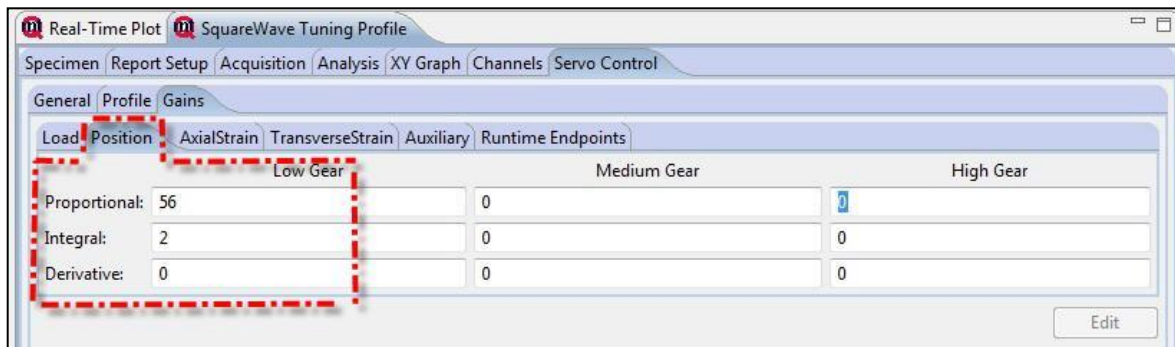 Real-Time Plot SquareWave Tuning Profile
Specimen Report Setup Acquisition Analysis XY Graph Channels Servo Control
General Profile Gains
Load Position AxialStrain TransverseStrain Auxiliary Runtime Endpoints
Low Gear Medium Gear High Gear
Proportional: 56 0 0
Integral: 2 0 0
Derivative: 0 0 0
Edit